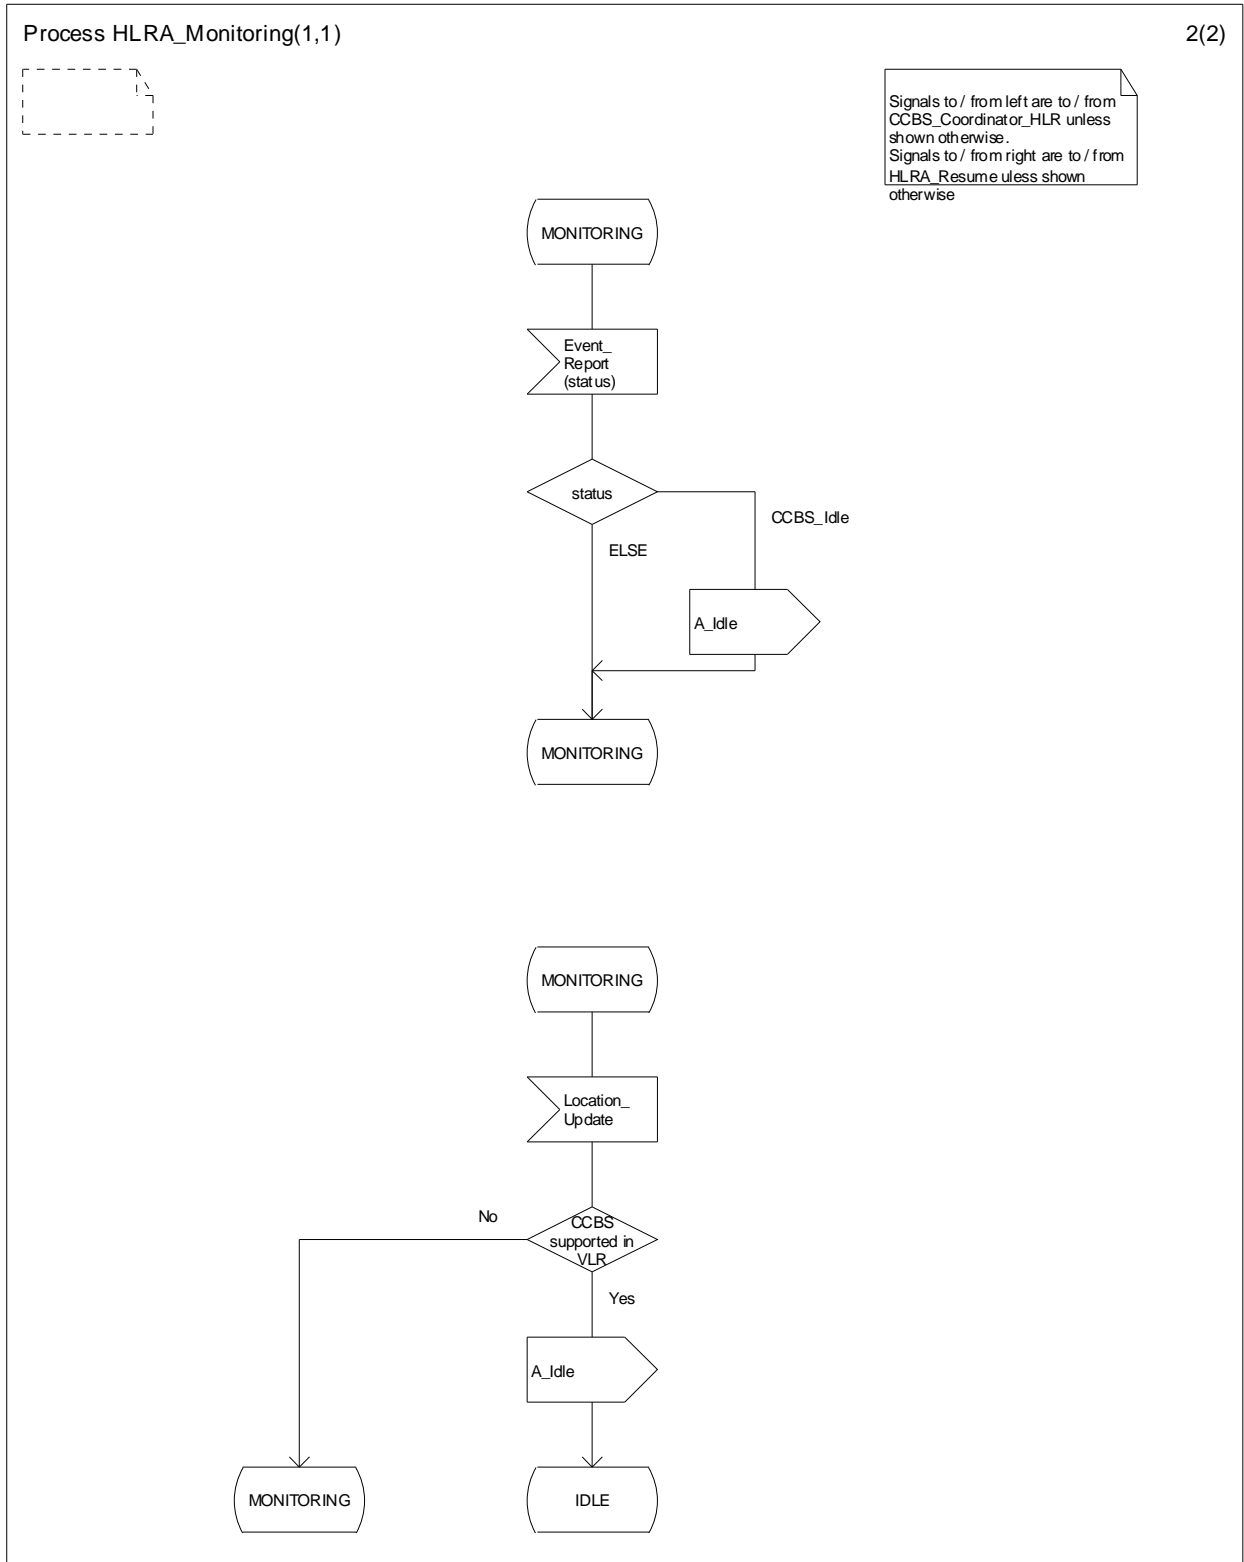 Process HLRA_Monitoring(1,1)
2(2)
Signals to / from left are to / from
CCBS_Coordinator_HLR unless
shown otherwise.
Signals to / from right are to / from
HLRA_Resume uless shown
otherwise
MONITORING
Event_
Report
(status)
status
CCBS_Idle
ELSE
A_Idle
MONITORING
MONITORING
Location_
Update
No
CCBS
supported in
VLR
Yes
A_Idle
MONITORING
IDLE